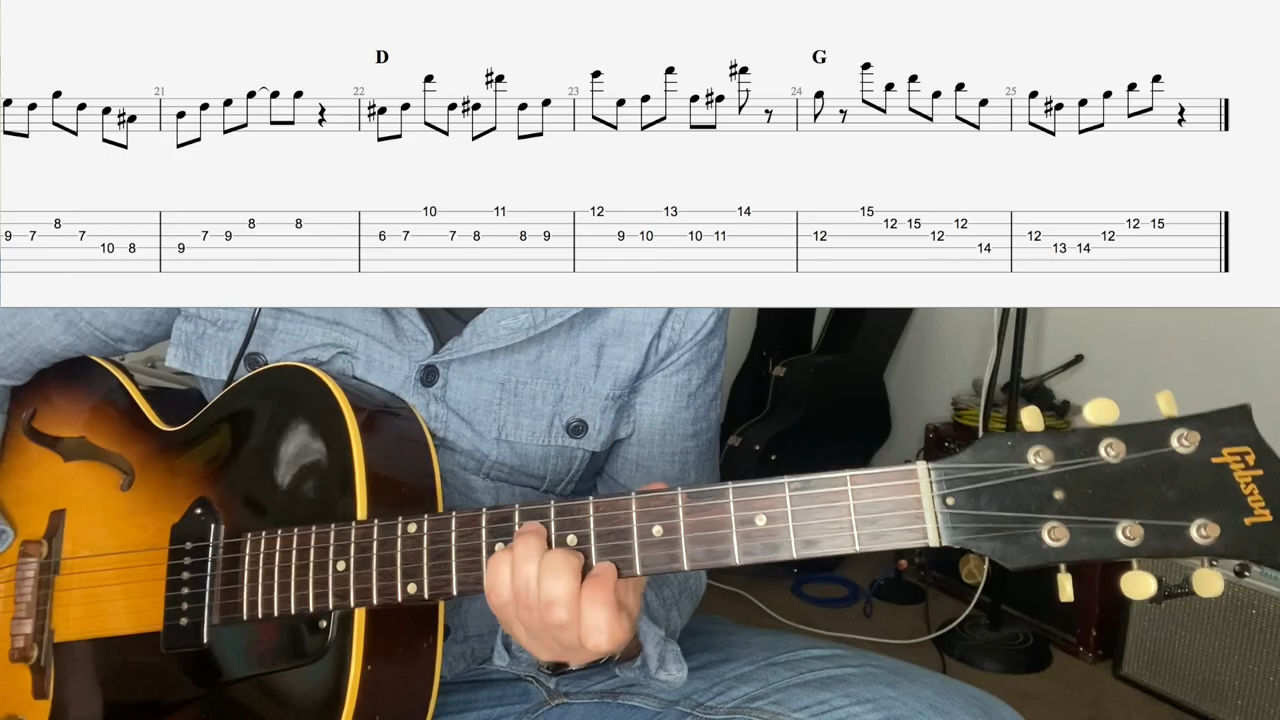 D G
21 22 23 24 25
10 11 12 13 14 15
8 8 8 12 15 12 12 15
9 7 7 7 9 6 7 7 8 8 9 9 10 10 11 12 12 12 12
10 8 9 14 13 14
Gibson